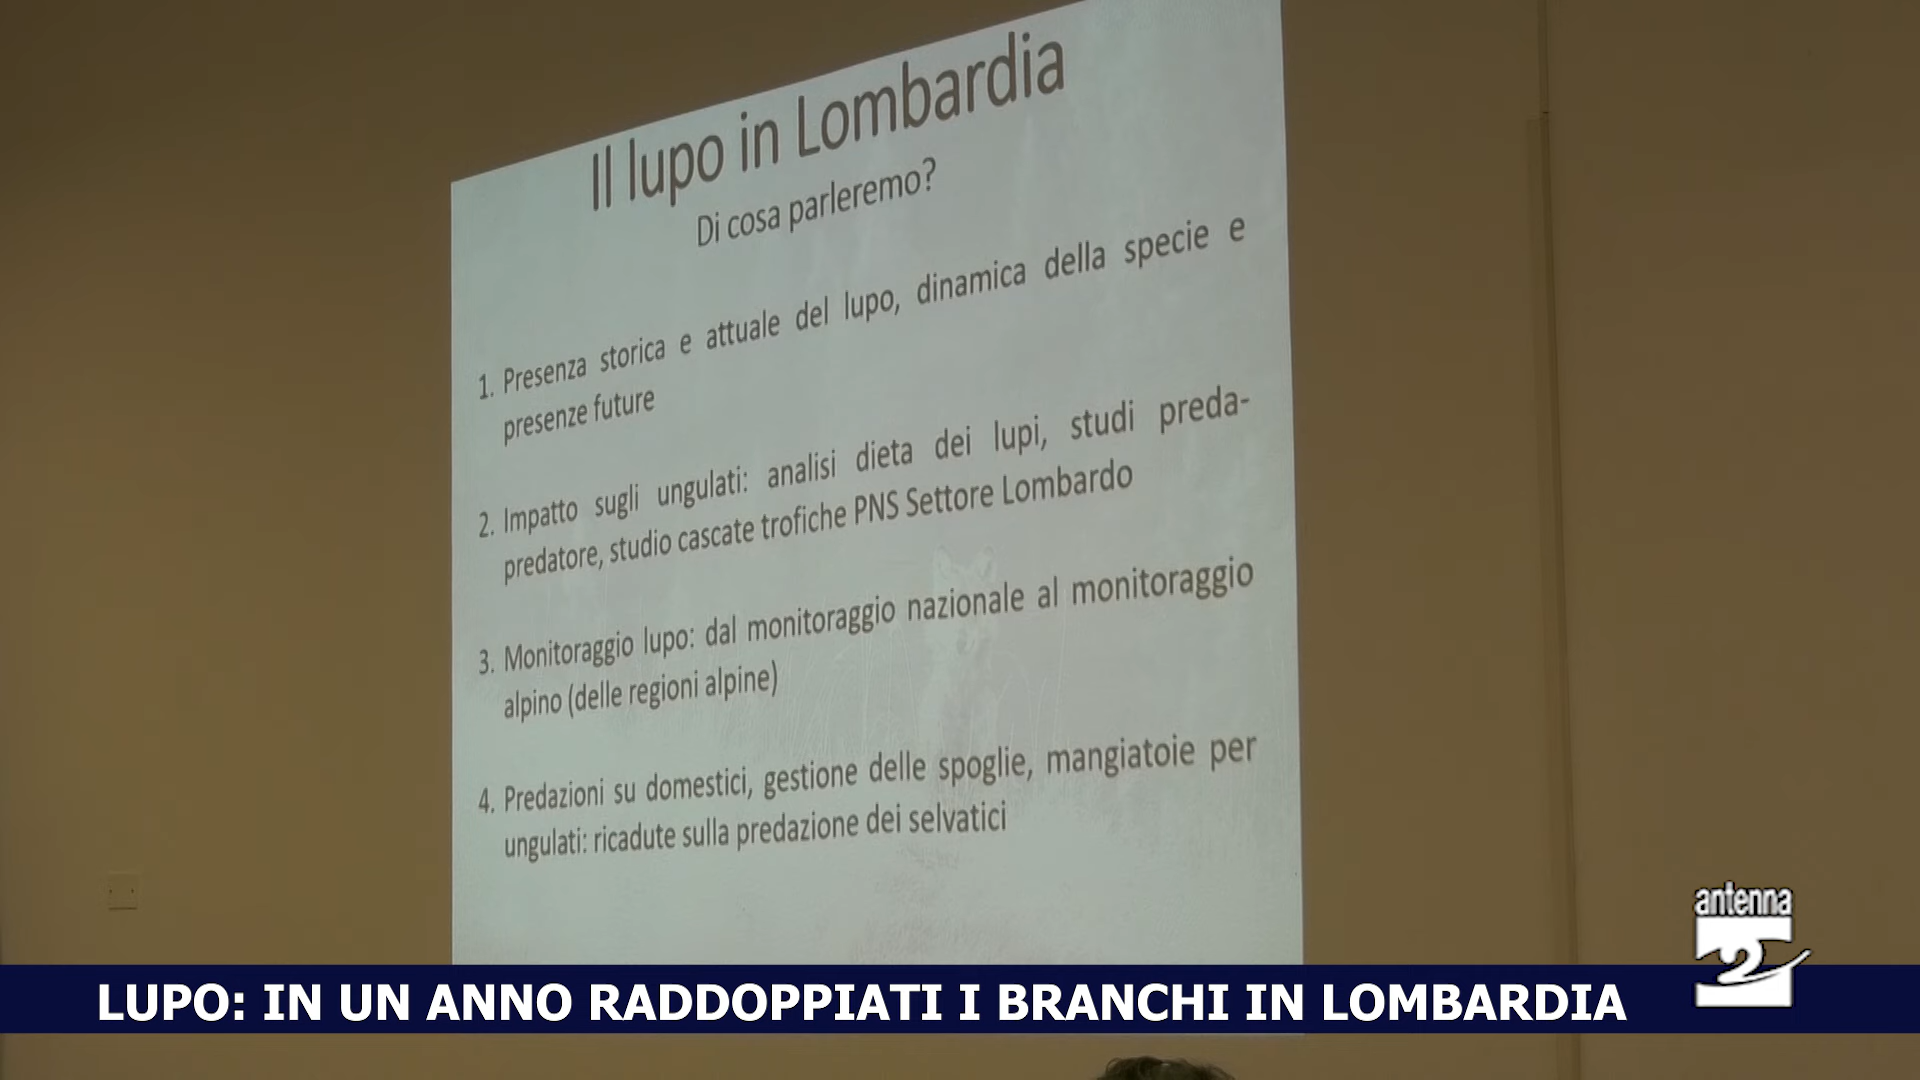 Il lupo in Lombardia
Di cosa parleremo?
1. Presenza storica e attuale del lupo, dinamica della specie e
presenze future
2. Impatto sugli ungulati: analisi dieta dei lupi, studi preda-
predatore, studio cascate trofiche PNS Settore Lombardo
3. Monitoraggio lupo: dal monitoraggio nazionale al monitoraggio
alpino (delle regioni alpine)
4. Predazioni su domestici, gestione delle spoglie, mangiatoie per
ungulati: ricadute sulla predazione dei selvatici
antenna
2
LUPO: IN UN ANNO RADDOPPIATI I BRANCHI IN LOMBARDIA